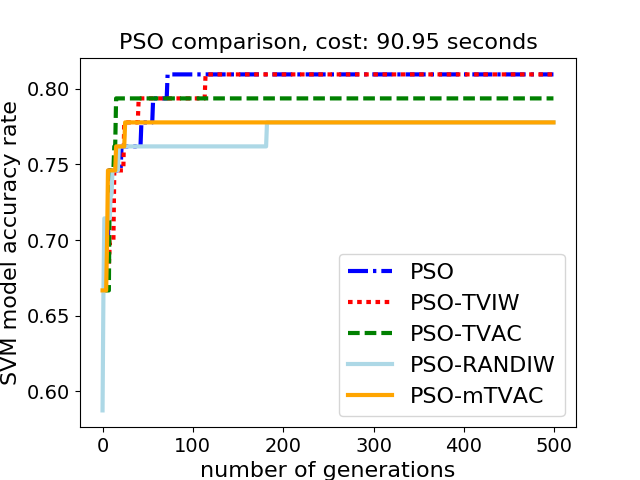 PSO comparison, cost: 90.95 seconds
SVM model accuracy rate
0.80
0.75
0.70
0.65
0.60
PSO
PSO-TVIW
PSO-TVAC
PSO-RANDIW
PSO-mTVAC
0 100 200 300 400 500
number of generations